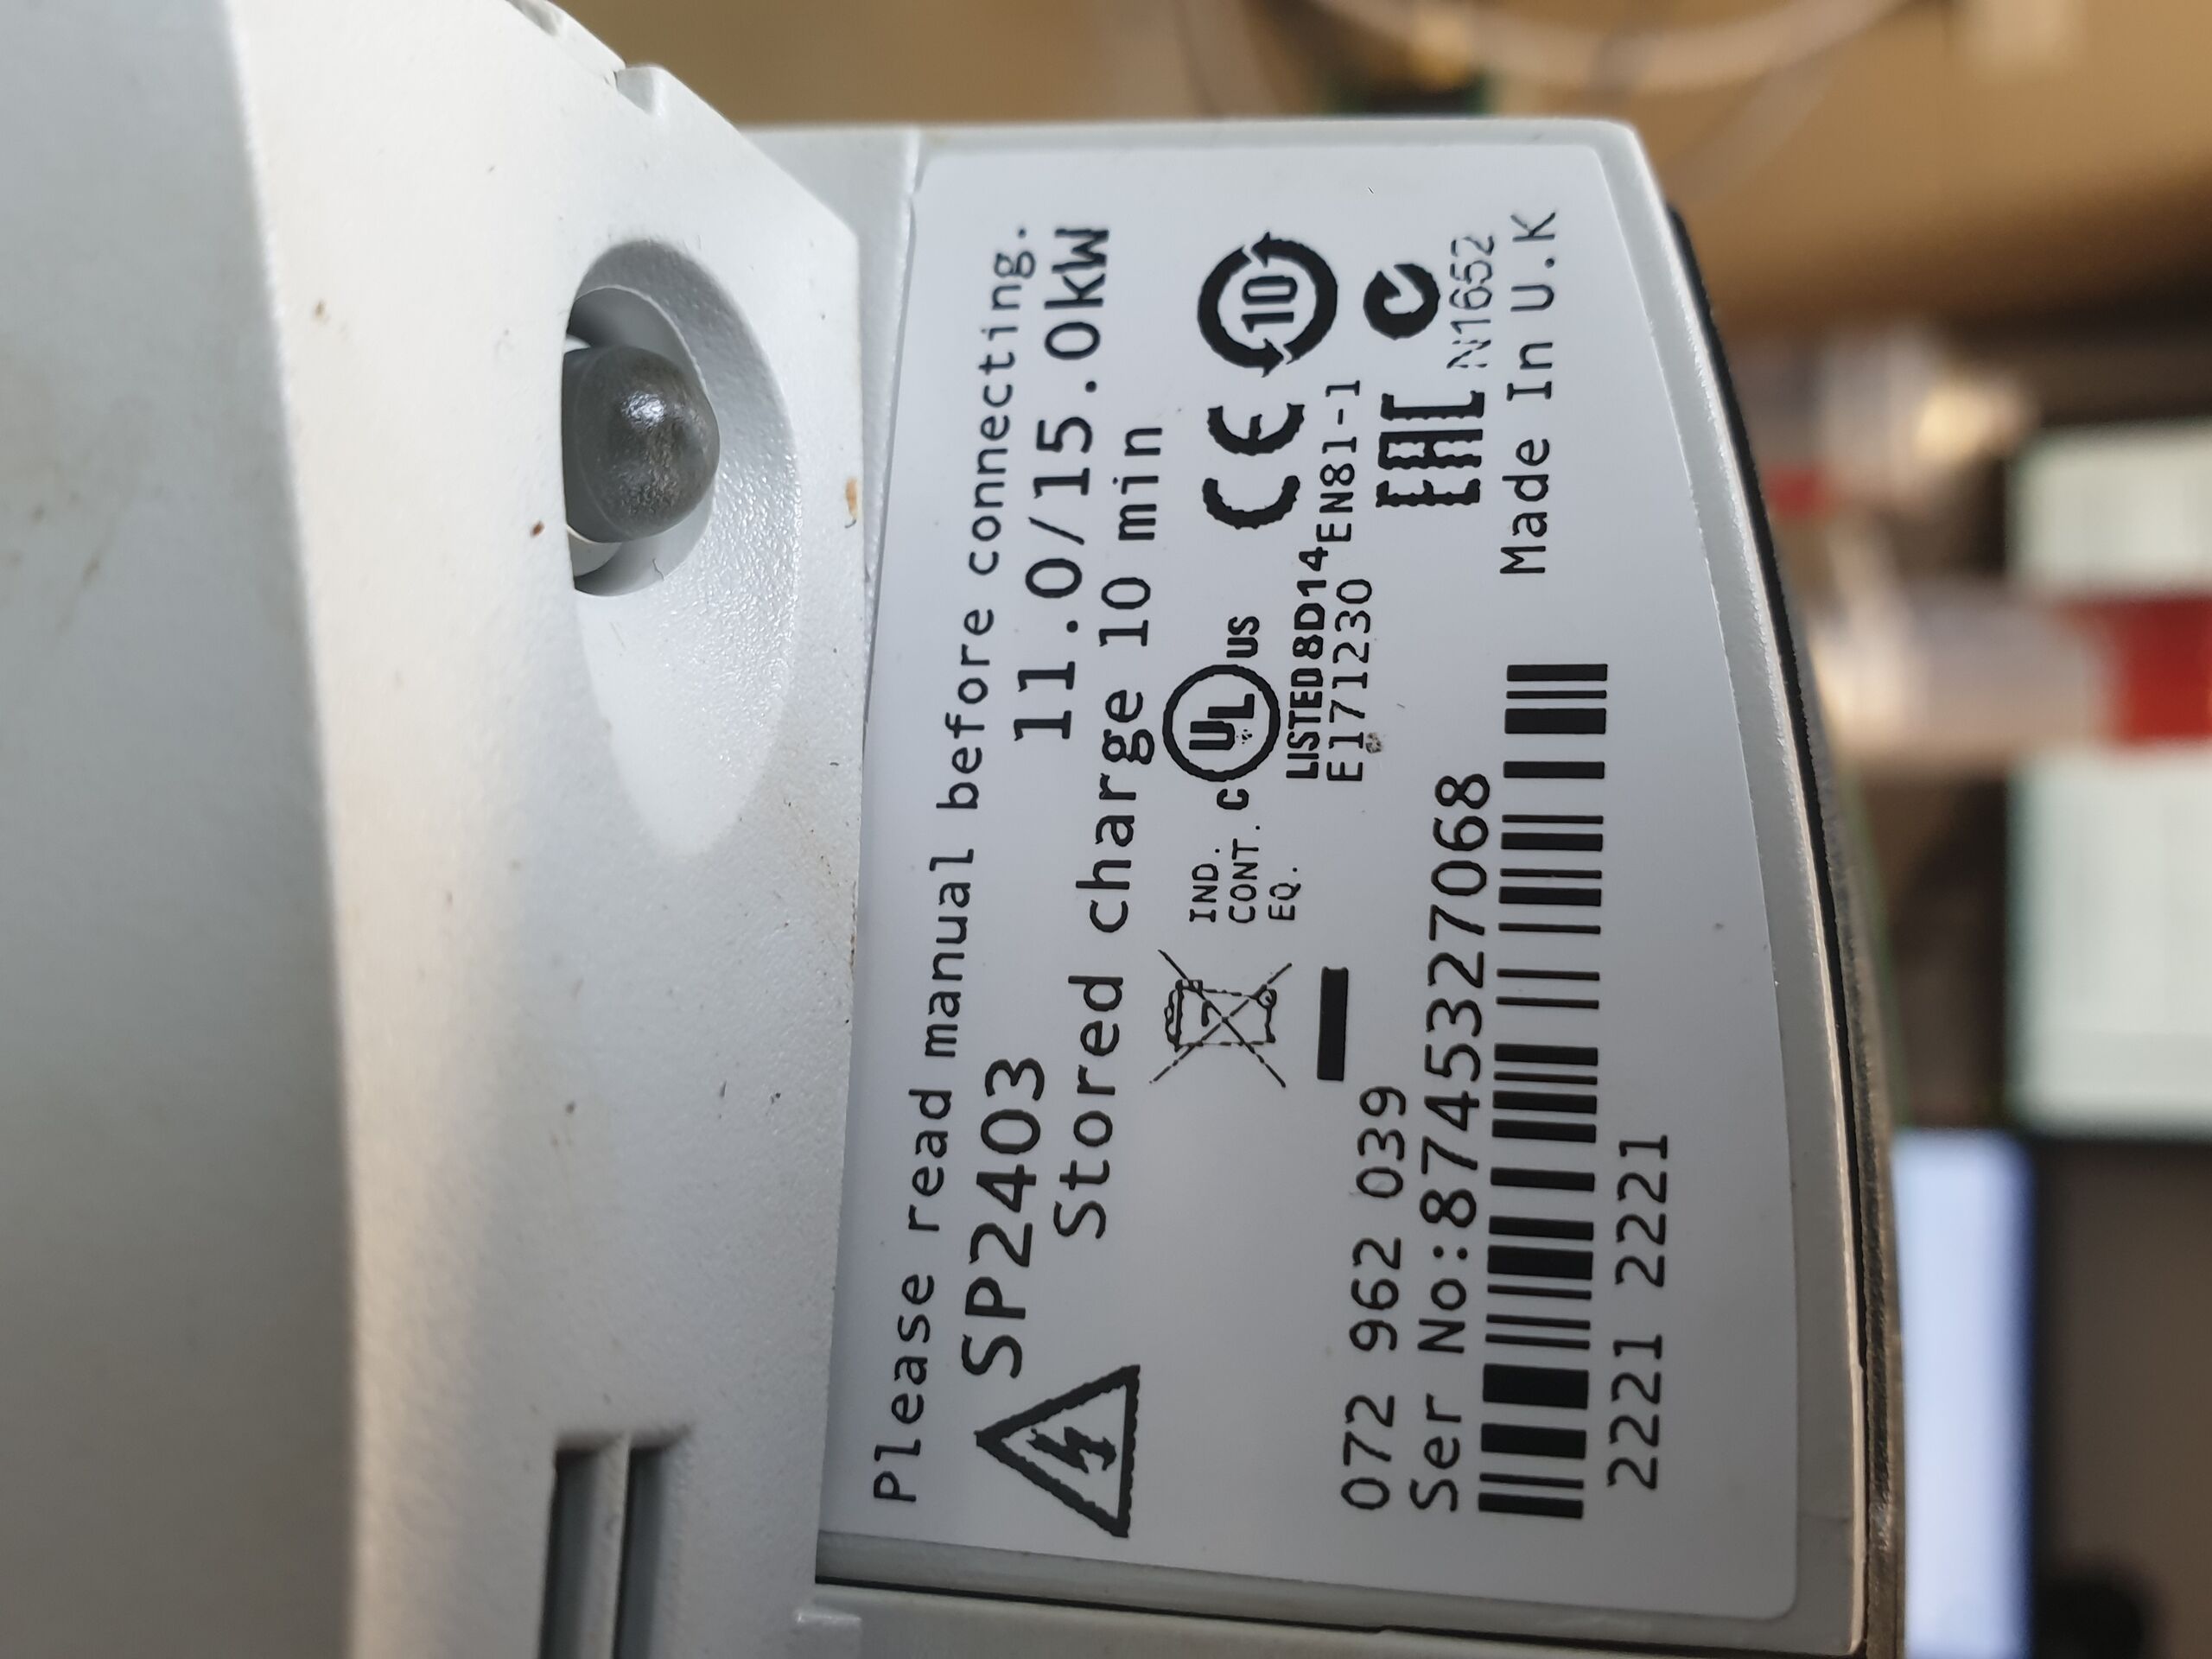 Please read manual before connecting.
SP2403 11.0/15.0kW
Stored charge 10 min
IND.
CONT.
EQ.
C UL US
LISTED 8D14
E171230
CE
EN81-1
10
EAC
N1652
072 962 039
Ser No:8745327068
Made In U.K
2221 2221